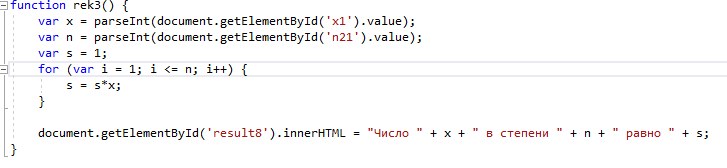 function rek3() {
    var x = parseInt(document.getElementById('x1').value);
    var n = parseInt(document.getElementById('n21').value);
    var s = 1;
    for (var i = 1; i <= n; i++) {
        s = s*x;
    }
    document.getElementById('result8').innerHTML = "Число " + x + " в степени " + n + " равно " + s;
}